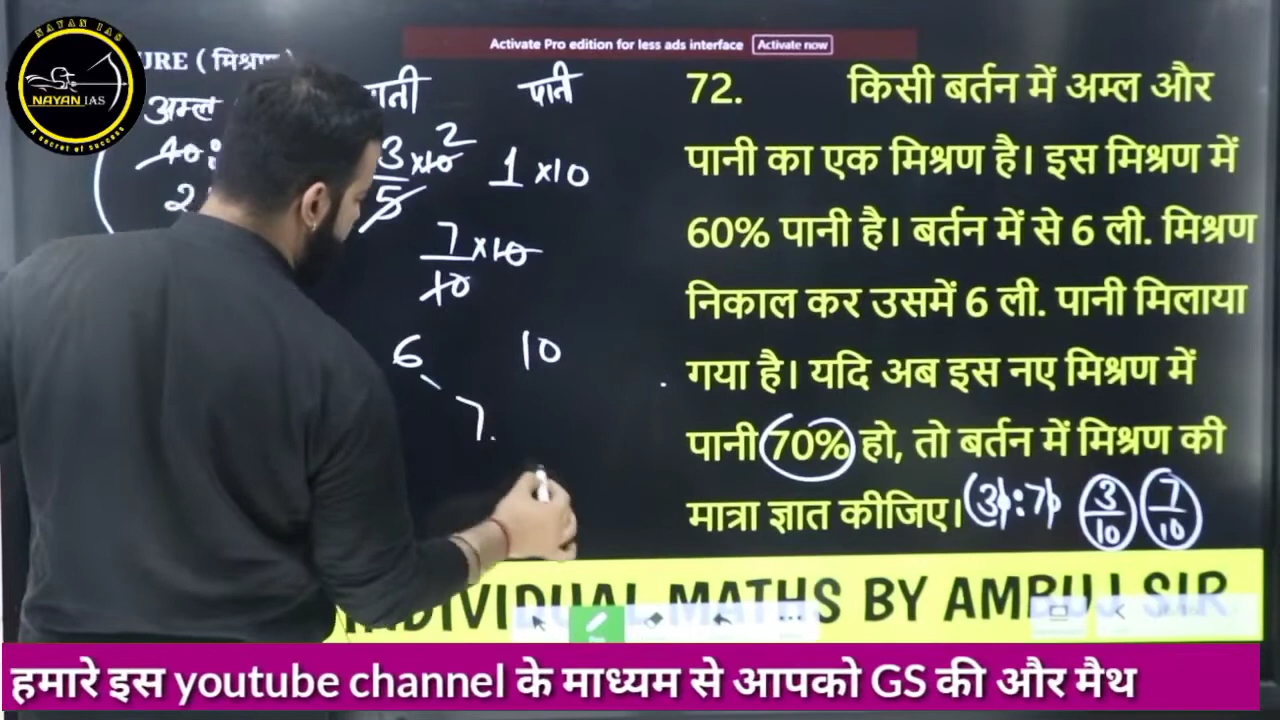 NAYAN IAS
NAYAN IAS
A secret of success
URE ( मिश्रण )
Activate Pro edition for less ads interface Activate now
अम्ल पानी पानी
40:
2
3/5 ×10 2 1 ×10
7/10 ×10
6 10
7.
72. किसी बर्तन में अम्ल और
पानी का एक मिश्रण है। इस मिश्रण में
60% पानी है। बर्तन में से 6 ली. मिश्रण
निकाल कर उसमें 6 ली. पानी मिलाया
गया है। यदि अब इस नए मिश्रण में
पानी 70% हो, तो बर्तन में मिश्रण की
मात्रा ज्ञात कीजिए।
3/10 7/10
INDIVIDUAL MATHS BY AMBUJ SIR
हमारे इस youtube channel के माध्यम से आपको GS की और मैथ